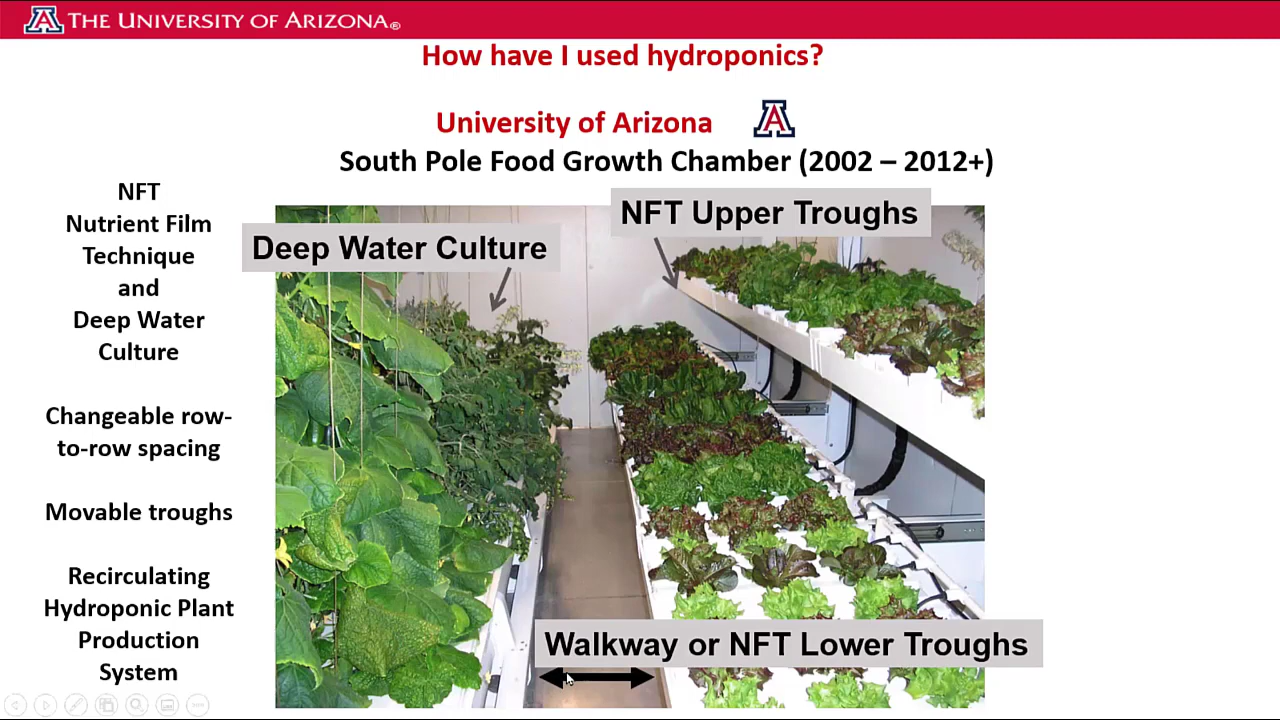 THE UNIVERSITY OF ARIZONA®
How have I used hydroponics?
University of Arizona
South Pole Food Growth Chamber (2002 – 2012+)
NFT
Nutrient Film
Technique
and
Deep Water
Culture
Changeable row-
to-row spacing
Movable troughs
Recirculating
Hydroponic Plant
Production
System
Deep Water Culture
NFT Upper Troughs
Walkway or NFT Lower Troughs